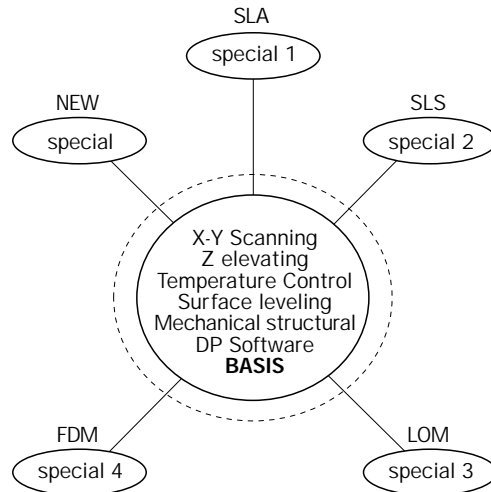 SLA
special 1
NEW
special
SLS
special 2
X-Y Scanning
Z elevating
Temperature Control
Surface leveling
Mechanical structural
DP Software
BASIS
FDM
special 4
LOM
special 3